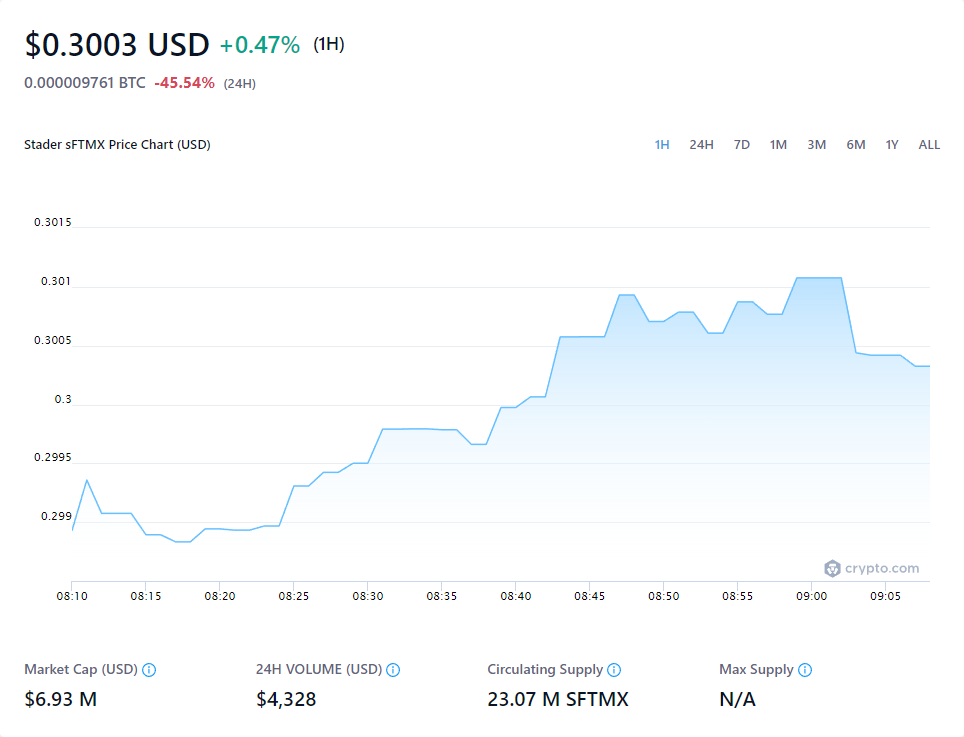 $0.3003 USD +0.47% (1H)
0.000009761 BTC -45.54% (24H)
Stader sFTMX Price Chart (USD) 1H 24H 7D 1M 3M 6M 1Y ALL
0.3015
0.301
0.3005
0.3
0.2995
0.299
crypto.com
08:10 08:15 08:20 08:25 08:30 08:35 08:40 08:45 08:50 08:55 09:00 09:05
Market Cap (USD) 24H VOLUME (USD) Circulating Supply Max Supply
$6.93 M $4,328 23.07 M SFTMX N/A